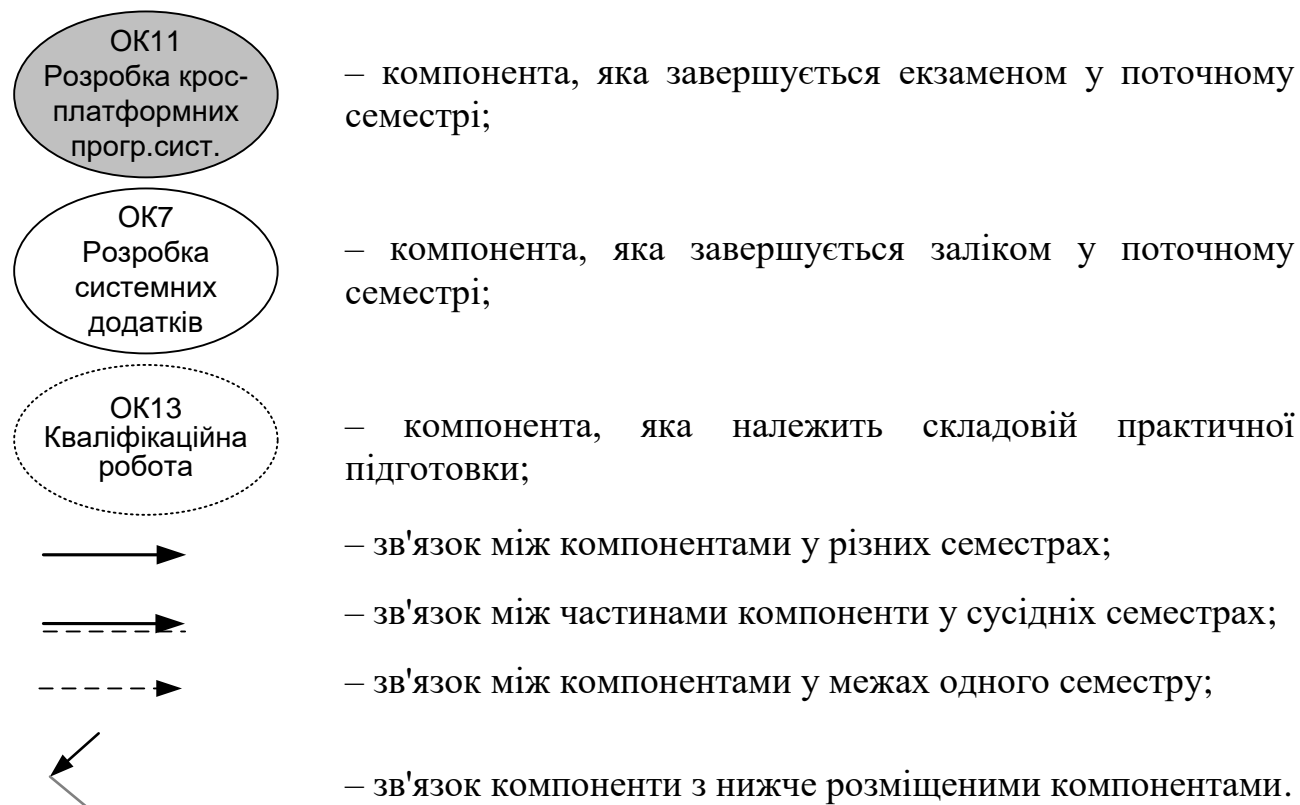 ОК11
Розробка крос-
платформних
прогр.сист.
– компонента, яка завершується екзаменом у поточному
семестрі;
ОК7
Розробка
системних
додатків
– компонента, яка завершується заліком у поточному
семестрі;
ОК13
Кваліфікаційна
робота
– компонента, яка належить складовій практичної
підготовки;
– зв'язок між компонентами у різних семестрах;
– зв'язок між частинами компоненти у сусідніх семестрах;
– зв'язок між компонентами у межах одного семестру;
– зв'язок компоненти з нижче розміщеними компонентами.